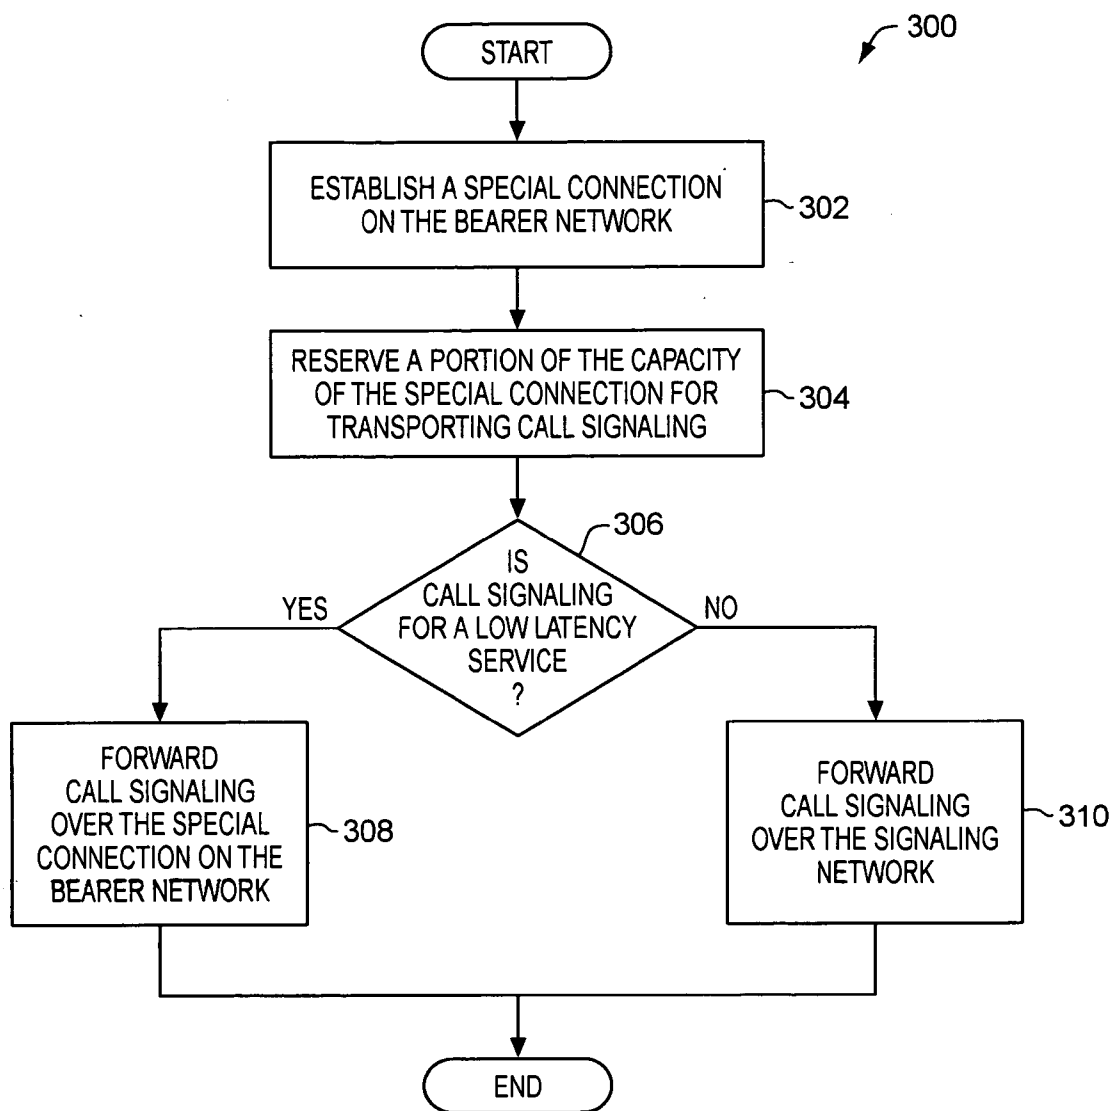 300
START
ESTABLISH A SPECIAL CONNECTION
ON THE BEARER NETWORK
302
RESERVE A PORTION OF THE CAPACITY
OF THE SPECIAL CONNECTION FOR
TRANSPORTING CALL SIGNALING
304
306
IS
CALL SIGNALING
FOR A LOW LATENCY
SERVICE
?
YES
NO
FORWARD
CALL SIGNALING
OVER THE SPECIAL
CONNECTION ON THE
BEARER NETWORK
308
FORWARD
CALL SIGNALING
OVER THE SIGNALING
NETWORK
310
END